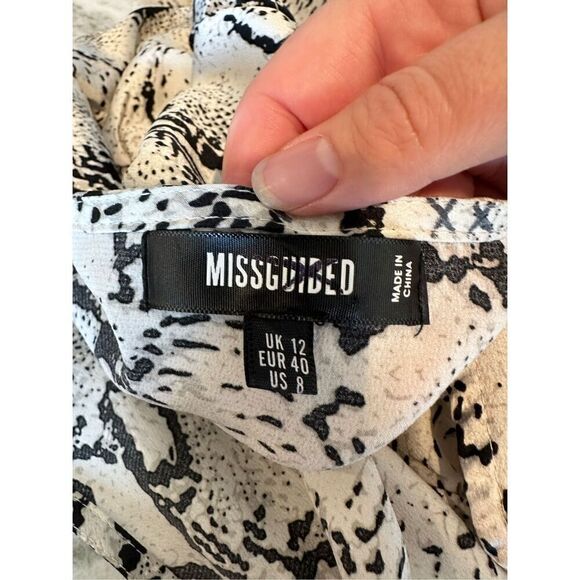 MISSGUIDED
MADE IN
CHINA
UK 12
EUR 40
US 8